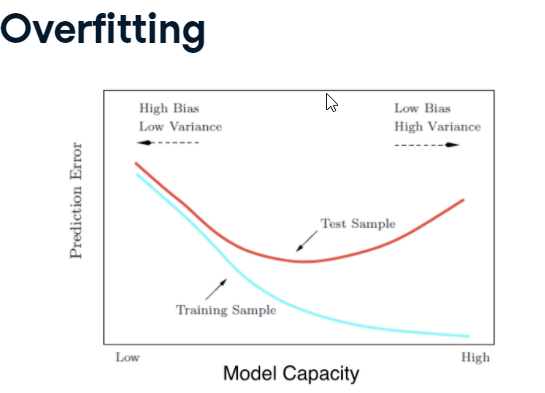 Overfitting
High Bias
Low Variance
Low Bias
High Variance
Prediction Error
Test Sample
Training Sample
Low
High
Model Capacity